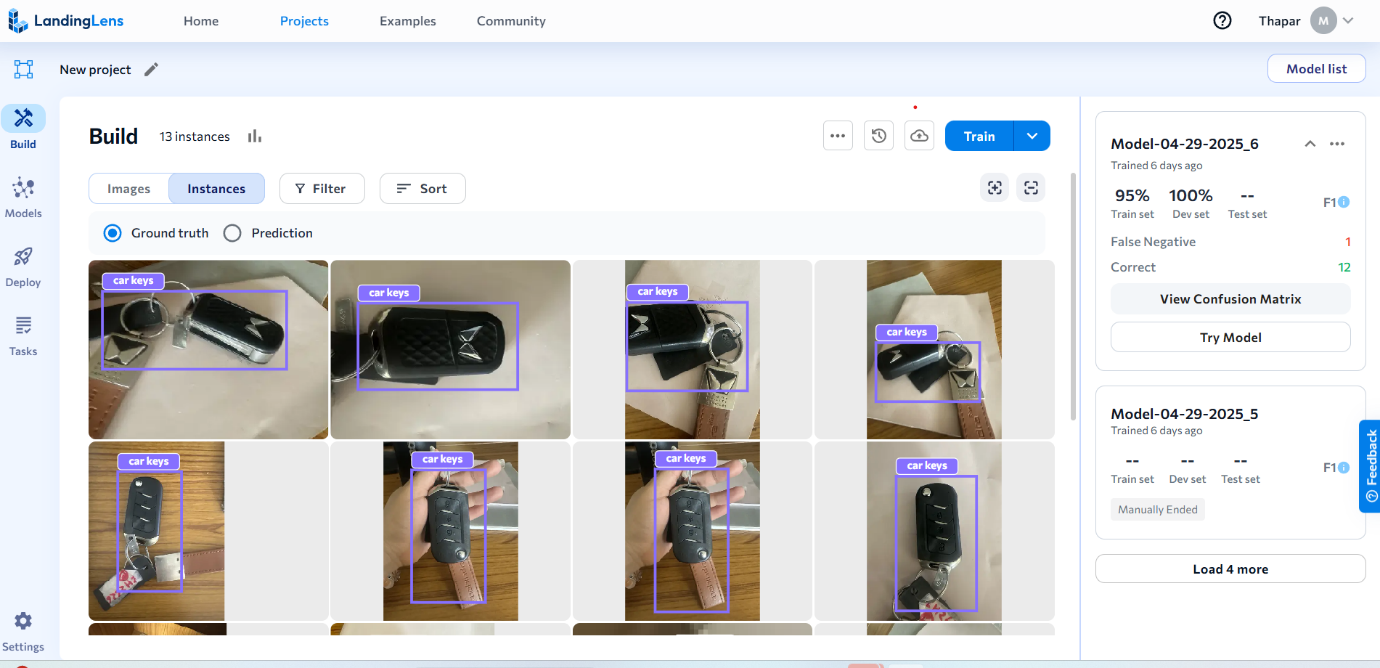 LandingLens
Home
Projects
Examples
Community
Thapar
M
New project
Model list
Build
Models
Deploy
Tasks
Settings
Build
13 instances
Train
Images
Instances
Filter
Sort
Ground truth
Prediction
car keys
car keys
car keys
car keys
car keys
car keys
car keys
car keys
Model-04-29-2025_6
Trained 6 days ago
95% 100% --
Train set Dev set Test set
F1
False Negative 1
Correct 12
View Confusion Matrix
Try Model
Model-04-29-2025_5
Trained 6 days ago
-- -- --
Train set Dev set Test set
F1
Manually Ended
Load 4 more
Feedback